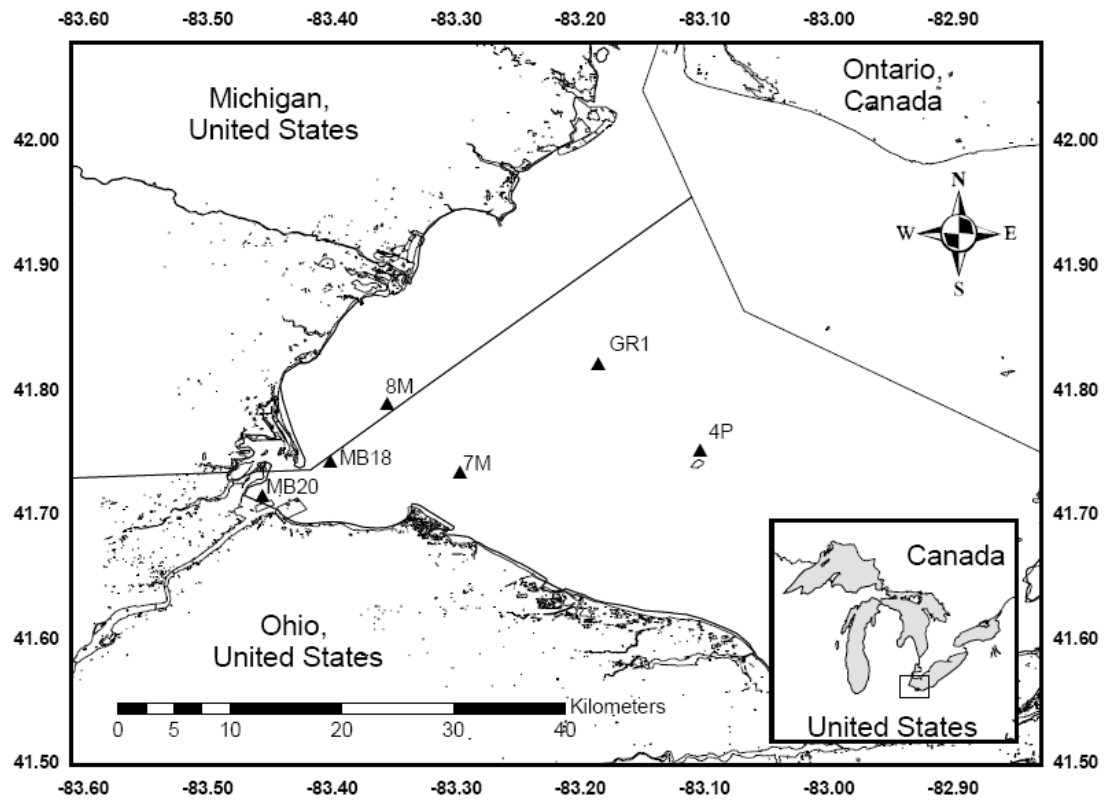 -83.60 -83.50 -83.40 -83.30 -83.20 -83.10 -83.00 -82.90
Michigan,
United States
Ontario,
Canada
42.00 42.00
N
W E
S
41.90 41.90
GR1
41.80 8M 41.80
4P
MB18 7M
MB20
41.70 41.70
Canada
Ohio,
United States
41.60 41.60
Kilometers
0 5 10 20 30 40
United States
41.50 41.50
-83.60 -83.50 -83.40 -83.30 -83.20 -83.10 -83.00 -82.90